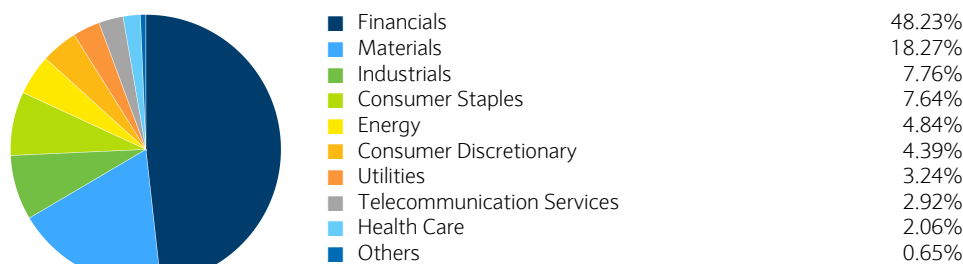 Financials 48.23%
Materials 18.27%
Industrials 7.76%
Consumer Staples 7.64%
Energy 4.84%
Consumer Discretionary 4.39%
Utilities 3.24%
Telecommunication Services 2.92%
Health Care 2.06%
Others 0.65%